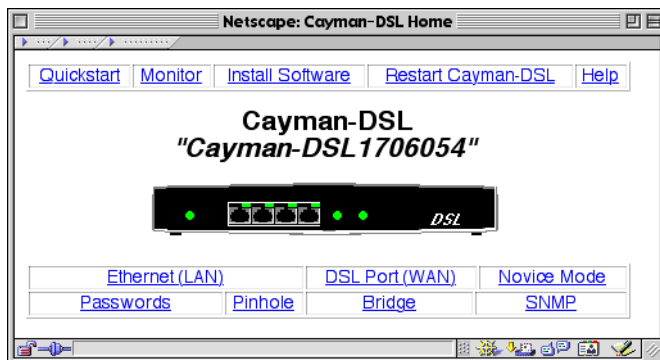 Netscape: Cayman-DSL Home
Quickstart Monitor Install Software Restart Cayman-DSL Help
Cayman-DSL
"Cayman-DSL1706054"
DSL
Ethernet (LAN) DSL Port (WAN) Novice Mode
Passwords Pinhole Bridge SNMP